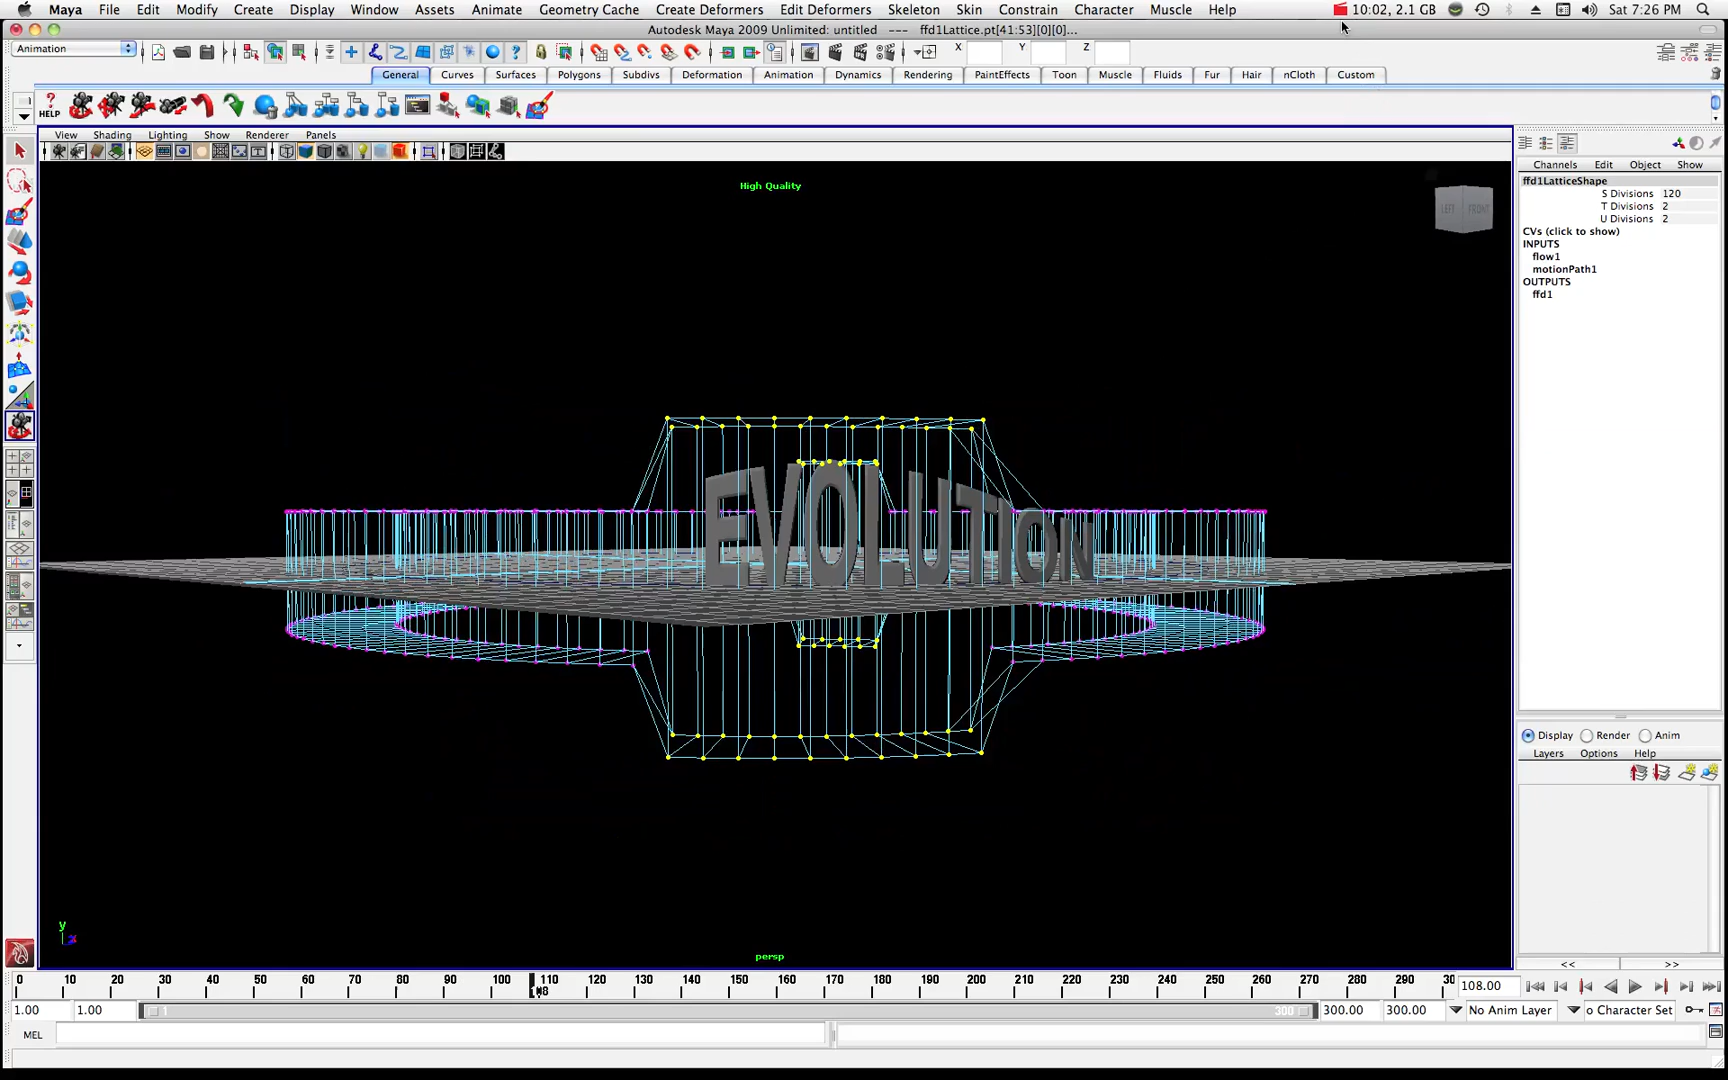 Maya File Edit Modify Create Display Window Assets Animate Geometry Cache Create Deformers Edit Deformers Skeleton Skin Constrain Character Muscle Help 10:02, 2.1 GB Sat 7:26 PM
Autodesk Maya 2009 Unlimited: untitled --- ffd1Lattice.pt[41:53][0][0]...
Animation X Y Z
General Curves Surfaces Polygons Subdivs Deformation Animation Dynamics Rendering PaintEffects Toon Muscle Fluids Fur Hair nCloth Custom
HELP
View Shading Lighting Show Renderer Panels
Channels Edit Object Show
High Quality
ffd1LatticeShape
S Divisions 120
T Divisions 2
U Divisions 2
CVs (click to show)
INPUTS
flow1
motionPath1
OUTPUTS
ffd1
LEFT FRONT
EVOLUTION
Display Render Anim
Layers Options Help
y
x
persp
<< >>
0 10 20 30 40 50 60 70 80 90 100 110 120 130 140 150 160 170 180 190 200 210 220 230 240 250 260 270 280 290 30 108.00
1.00 1.00 1 300 300.00 300.00 No Anim Layer o Character Set
MEL